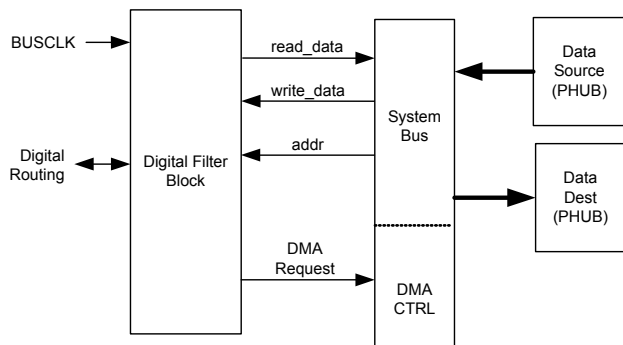 BUSCLK
Digital
Routing
Digital Filter
Block
read_data
write_data
addr
DMA
Request
System
Bus
DMA
CTRL
Data
Source
(PHUB)
Data
Dest
(PHUB)